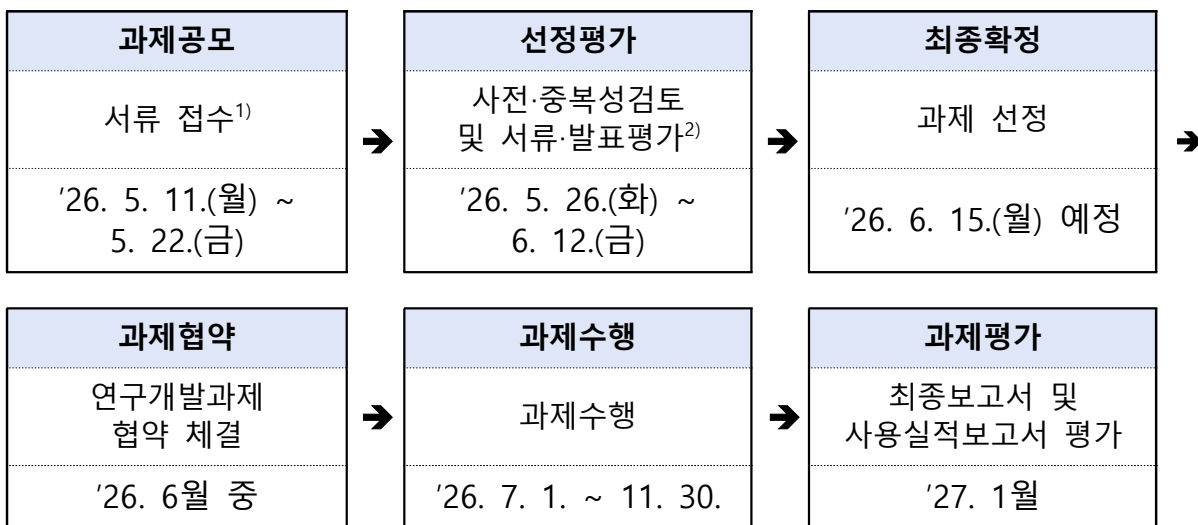 과제공모
서류 접수1)
'26. 5. 11.(월) ~
5. 22.(금)
➔
선정평가
사전·중복성검토
및 서류·발표평가2)
'26. 5. 26.(화) ~
6. 12.(금)
➔
최종확정
과제 선정
'26. 6. 15.(월) 예정
➔
과제협약
연구개발과제
협약 체결
'26. 6월 중
➔
과제수행
과제수행
'26. 7. 1. ~ 11. 30.
➔
과제평가
최종보고서 및
사용실적보고서 평가
'27. 1월